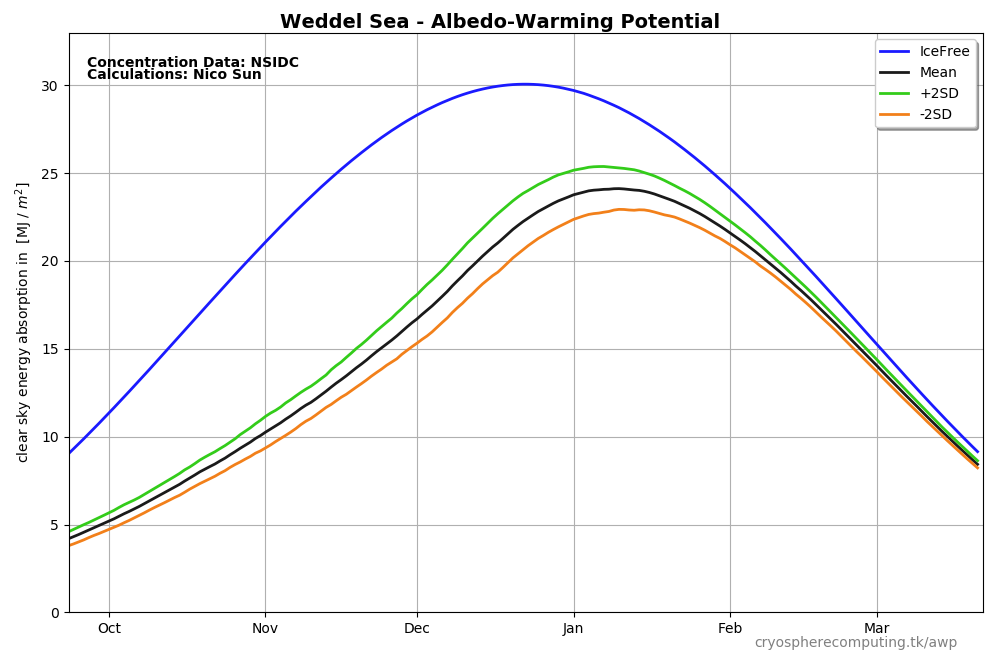 Weddel Sea - Albedo-Warming Potential
Concentration Data: NSIDC
Calculations: Nico Sun
IceFree
Mean
+2SD
-2SD
clear sky energy absorption in [MJ / m²]
30
25
20
15
10
5
0
Oct Nov Dec Jan Feb Mar
cryospherecomputing.tk/awp